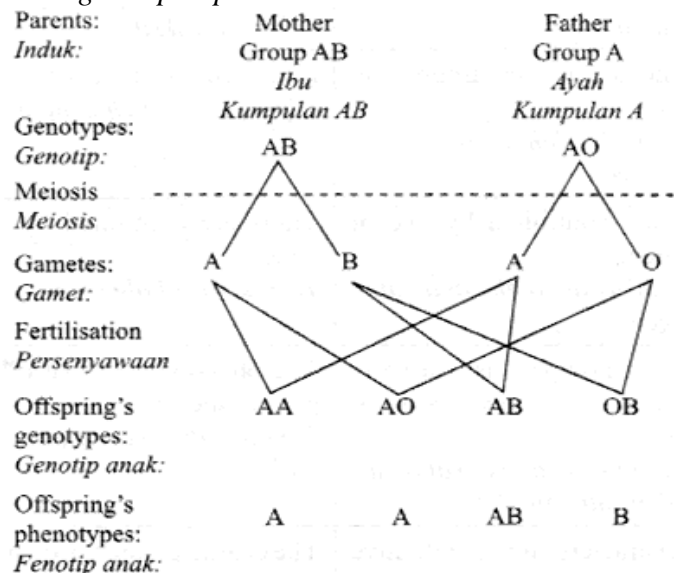 Parents: Mother Father
Induk: Group AB Group A
Ibu Ayah
Kumpulan AB Kumpulan A
Genotypes:
Genotip: AB AO
Meiosis
Meiosis
Gametes: A B A O
Gamet:
Fertilisation
Persenyawaan
Offspring's AA AO AB OB
genotypes:
Genotip anak:
Offspring's
phenotypes: A A AB B
Fenotip anak: